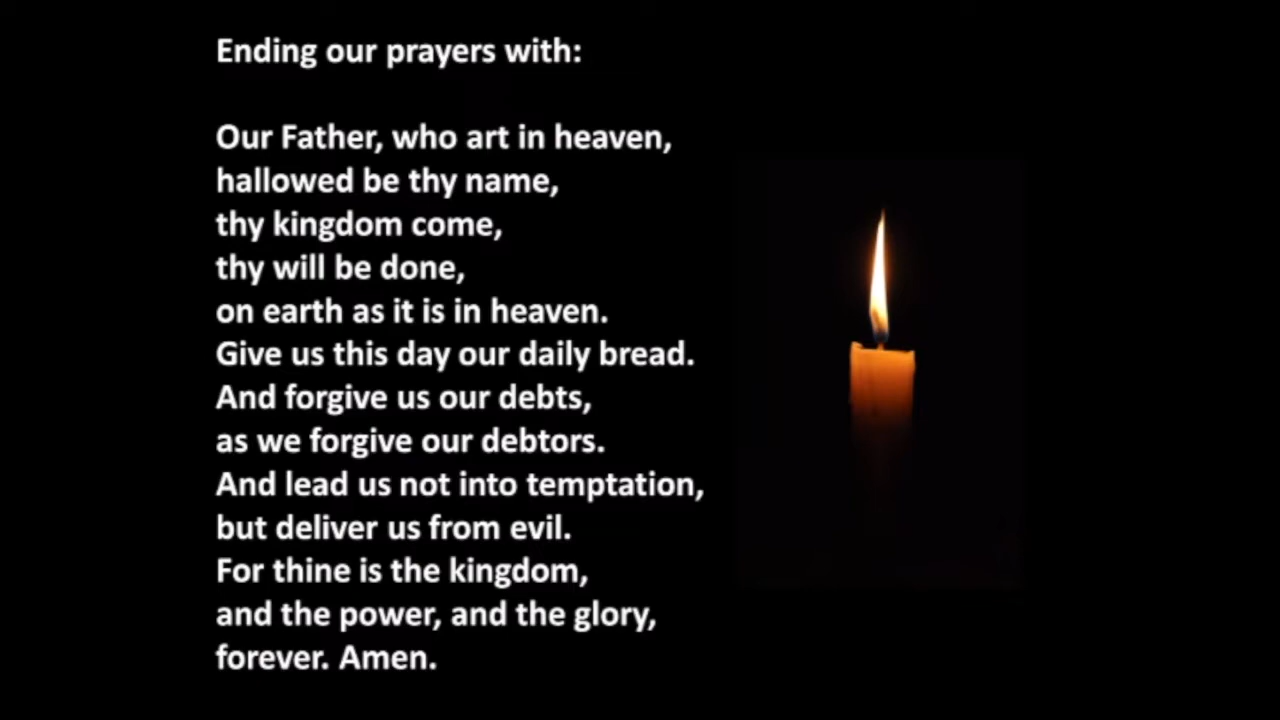 Ending our prayers with:
Our Father, who art in heaven,
hallowed be thy name,
thy kingdom come,
thy will be done,
on earth as it is in heaven.
Give us this day our daily bread.
And forgive us our debts,
as we forgive our debtors.
And lead us not into temptation,
but deliver us from evil.
For thine is the kingdom,
and the power, and the glory,
forever. Amen.